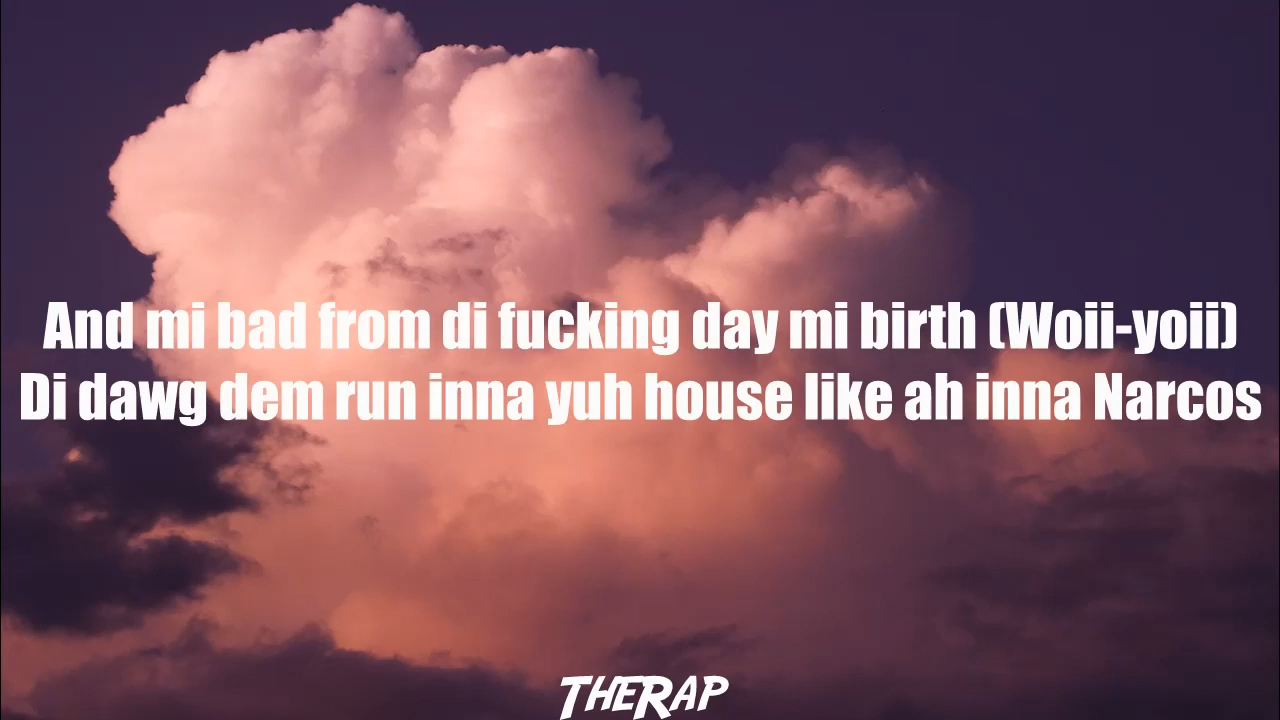 And mi bad from di fucking day mi birth (Woii-yoii)
Di dawg dem run inna yuh house like ah inna Narcos
THERAP